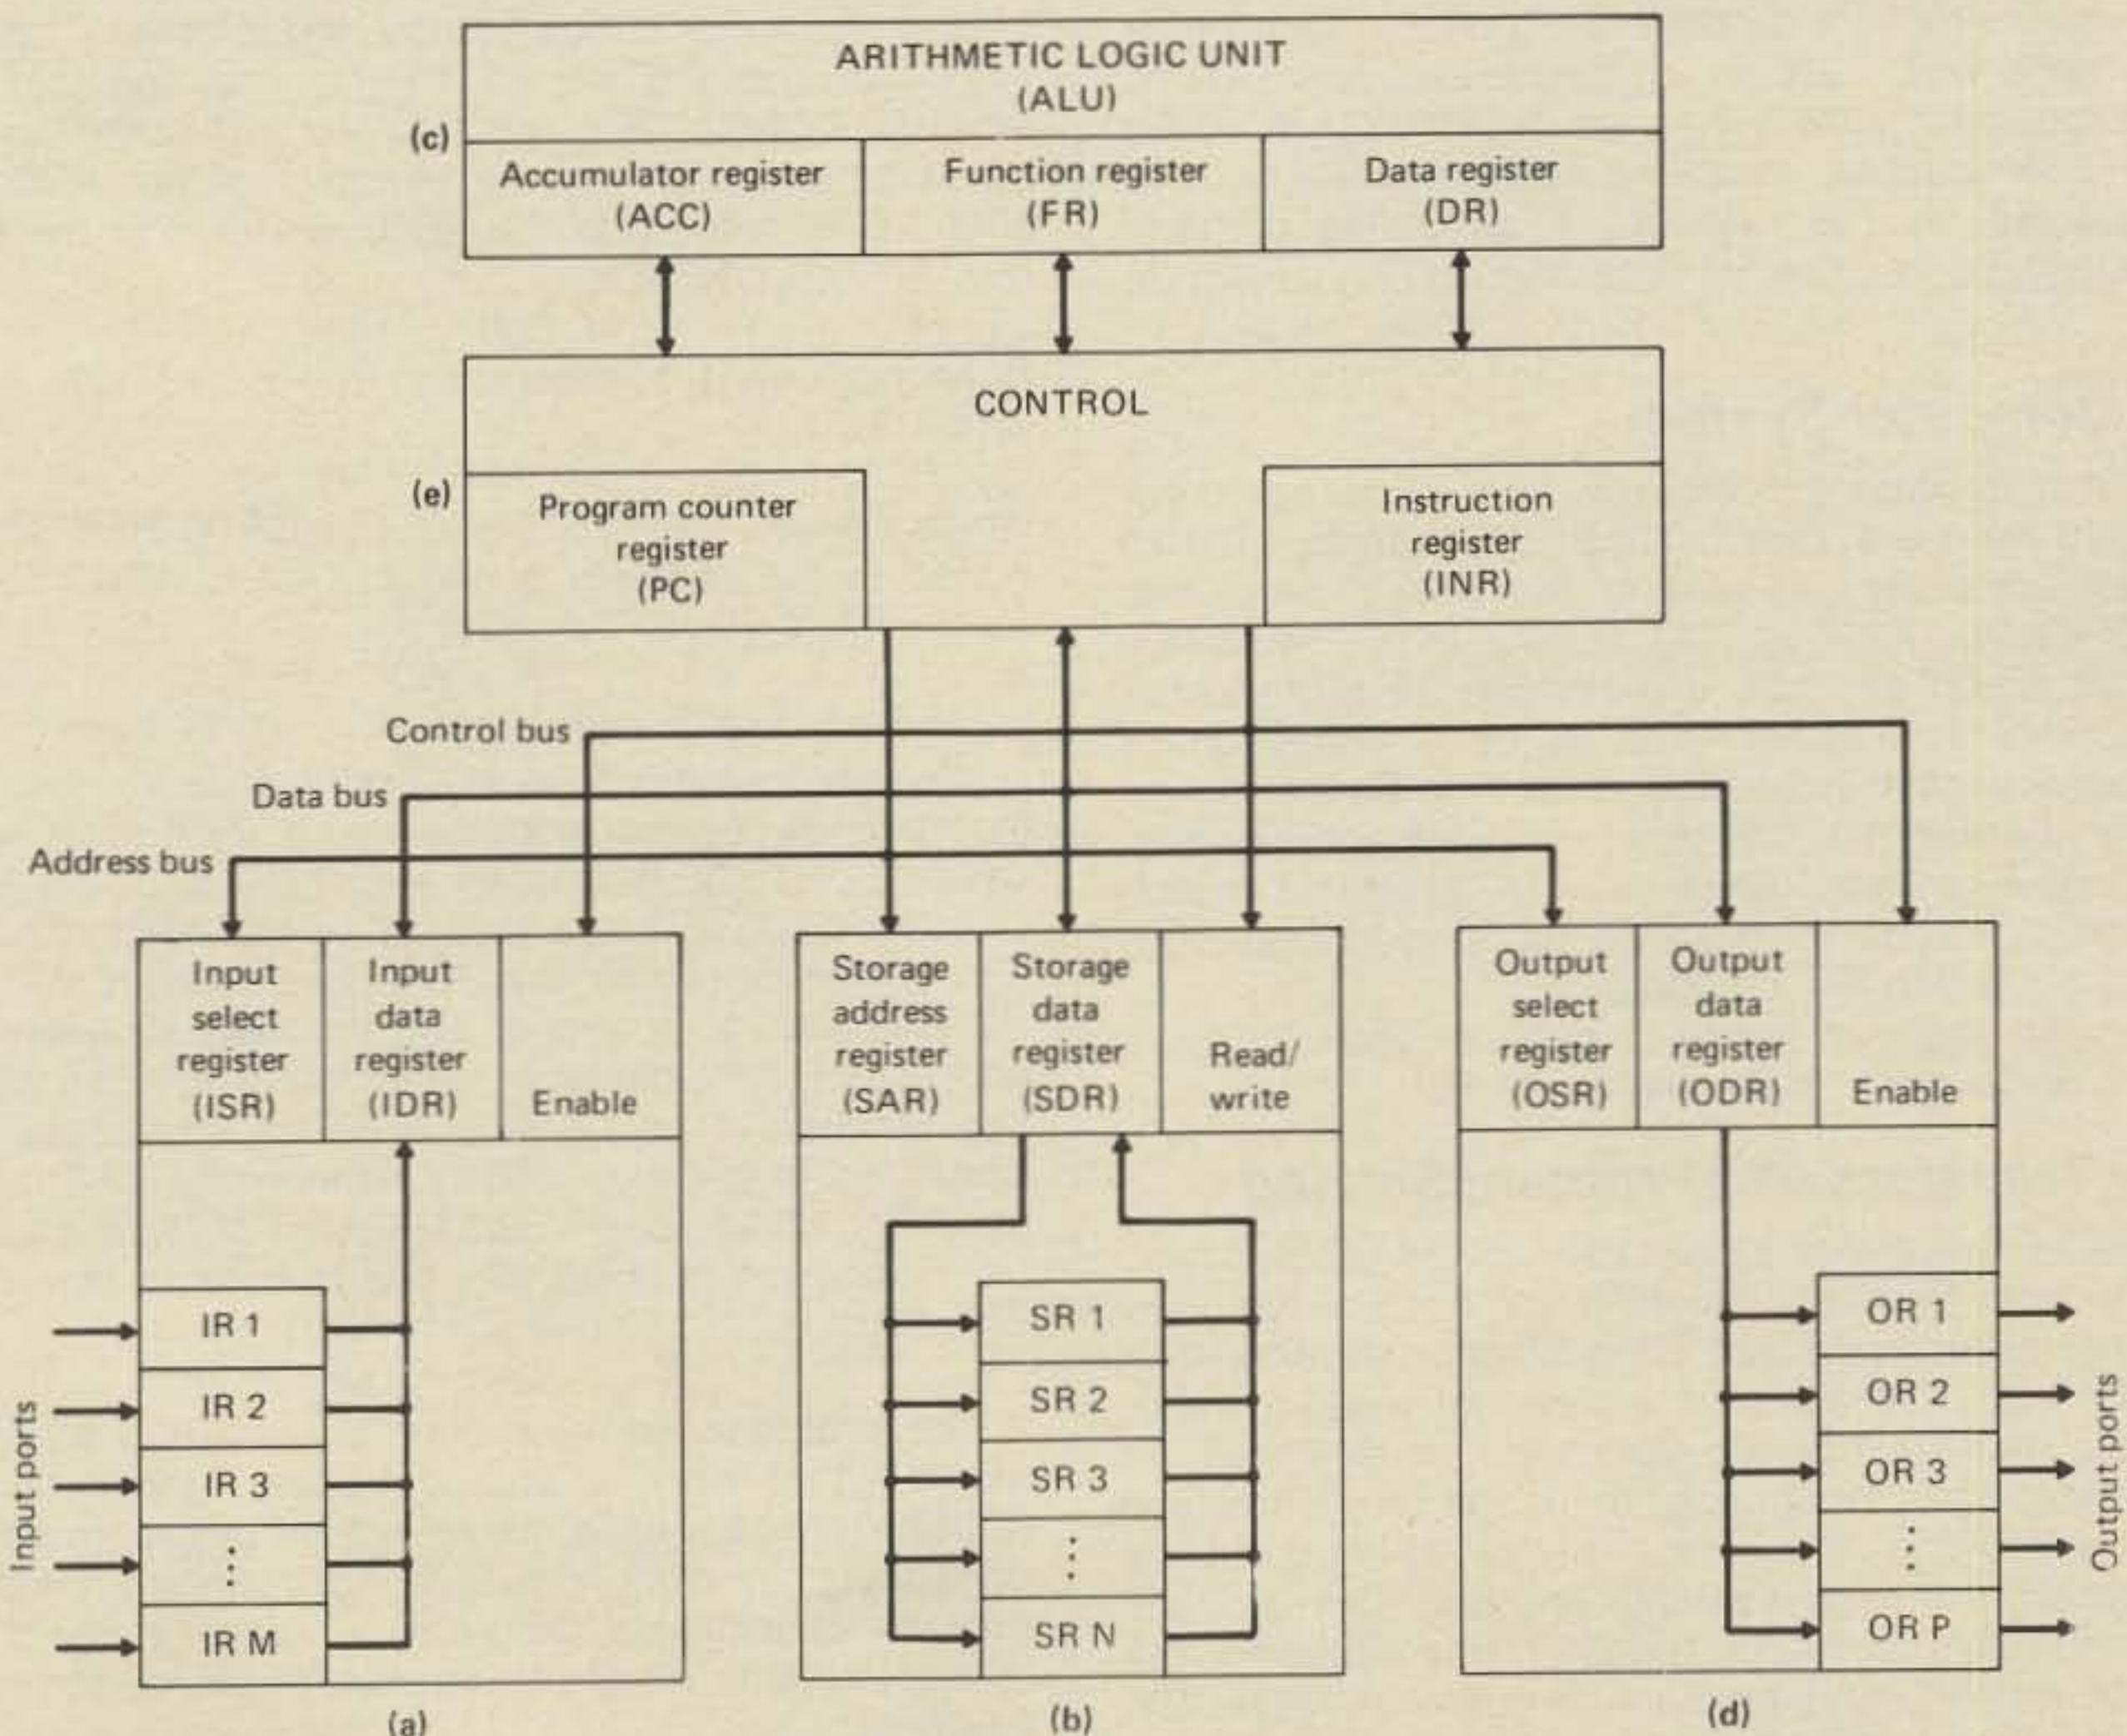 ARITHMETIC LOGIC UNIT
(ALU)
(c)
Accumulator register
(ACC)
Function register
(FR)
Data register
(DR)
CONTROL
(e)
Program counter
register
(PC)
Instruction
register
(INR)
Control bus
Data bus
Address bus
Input
select
register
(ISR)
Input
data
register
(IDR)
Enable
Storage
address
register
(SAR)
Storage
data
register
(SDR)
Read/
write
Output
select
register
(OSR)
Output
data
register
(ODR)
Enable
Input ports
IR 1
IR 2
IR 3
⋮
IR M
SR 1
SR 2
SR 3
⋮
SR N
OR 1
OR 2
OR 3
⋮
OR P
Output ports
(a)
(b)
(d)